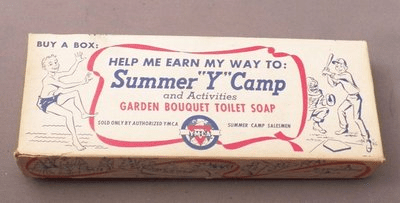 BUY A BOX:
HELP ME EARN MY WAY TO:
Summer "Y" Camp
and Activities
GARDEN BOUQUET TOILET SOAP
SOLD ONLY BY AUTHORIZED YMCA SUMMER CAMP SALESMEN
YMCA